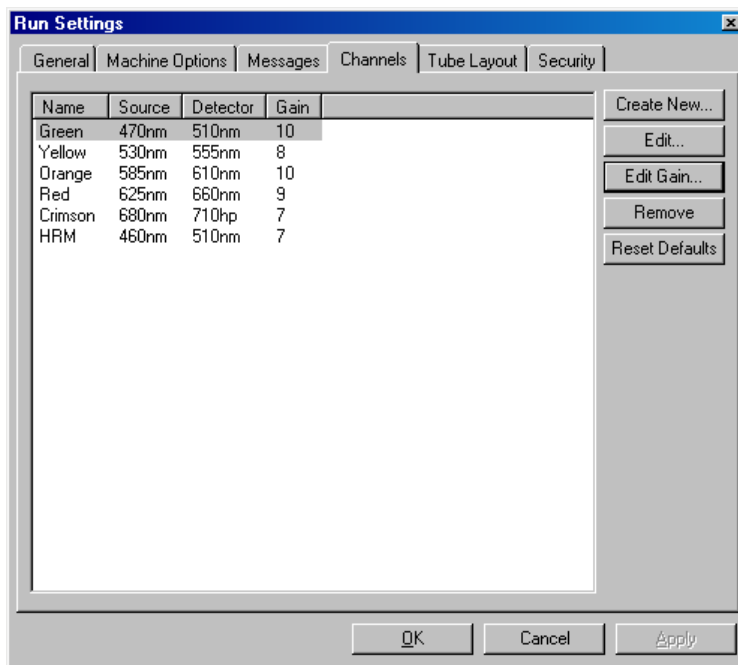 Run Settings
General Machine Options Messages Channels Tube Layout Security
Name Source Detector Gain
Green 470nm 510nm 10
Yellow 530nm 555nm 8
Orange 585nm 610nm 10
Red 625nm 660nm 9
Crimson 680nm 710hp 7
HRM 460nm 510nm 7
Create New...
Edit...
Edit Gain...
Remove
Reset Defaults
OK Cancel Apply